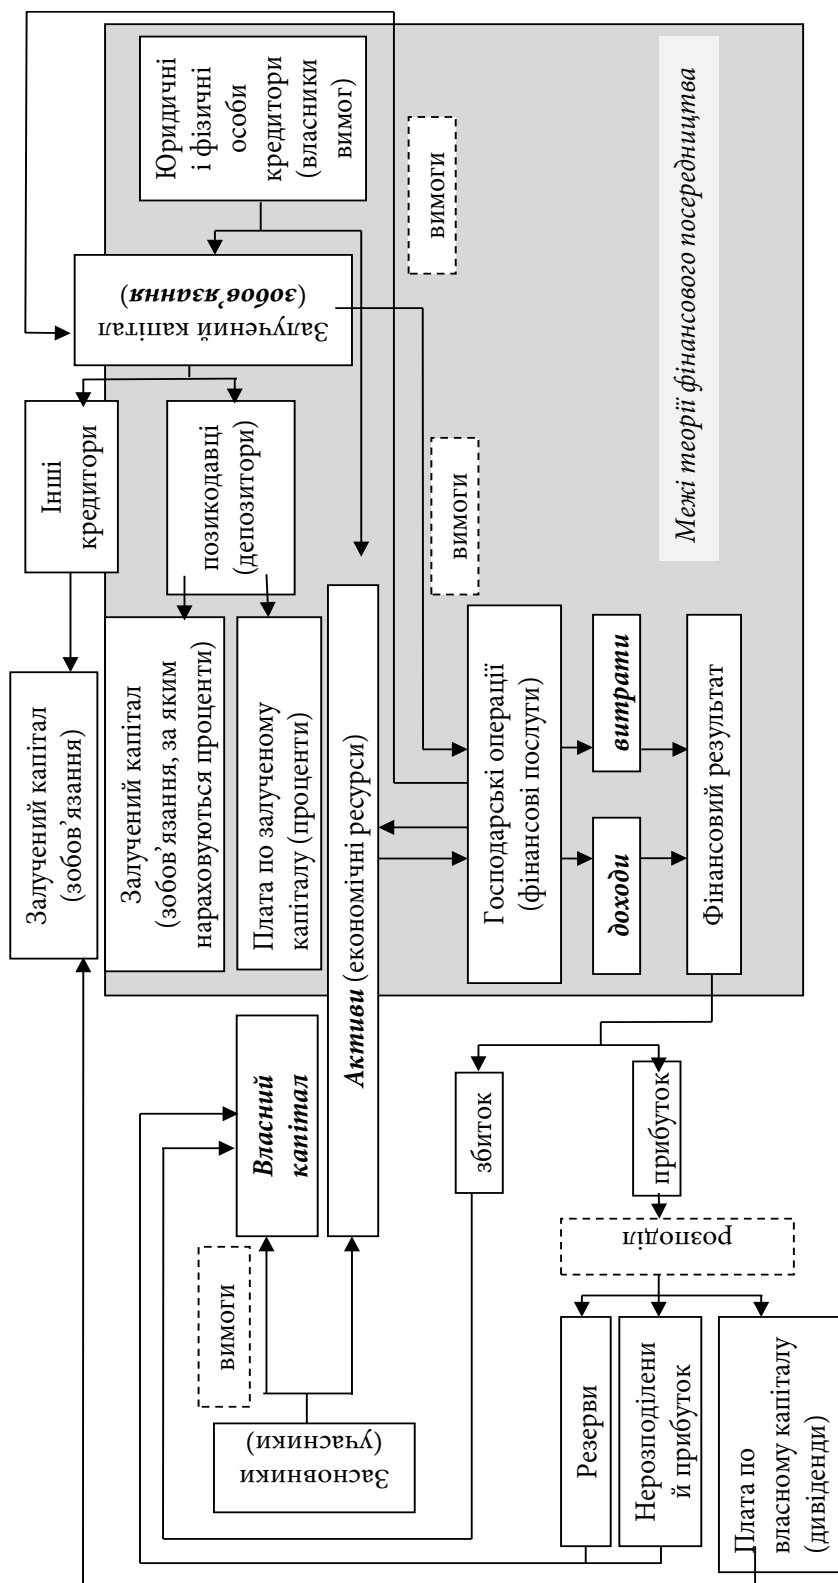 Юридичні
і фізичні
особи
кредитори
(власники
вимог)
вимоги
Залучений капітал
(зобов’язання)
Інші
кредитори
позикодавці
(депозитори)
вимоги
Межі теорії фінансового посередництва
Залучений капітал
(зобов’язання)
Залучений капітал
(зобов’язання, за яким
нараховуються проценти)
Плата по залученому
капіталу (проценти)
Активи (економічні ресурси)
Господарські операції
(фінансові послуги)
витрати
доходи
Фінансовий результат
Власний
капітал
збиток
прибуток
вимоги
розподіл
Засновники
(учасники)
Резерви
Нерозподілени
й прибуток
Плата по
власному капіталу
(дивіденди)